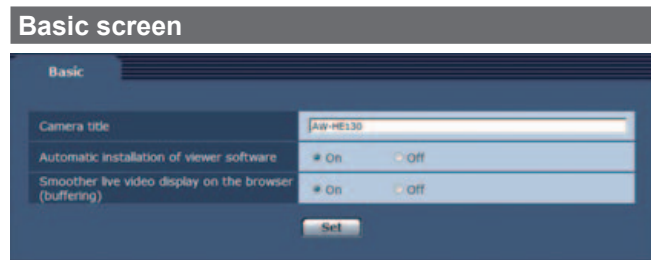 Basic screen
Basic
Camera title
AW-HE130
Automatic installation of viewer software
On
Off
Smoother live video display on the browser
(buffering)
On
Off
Set